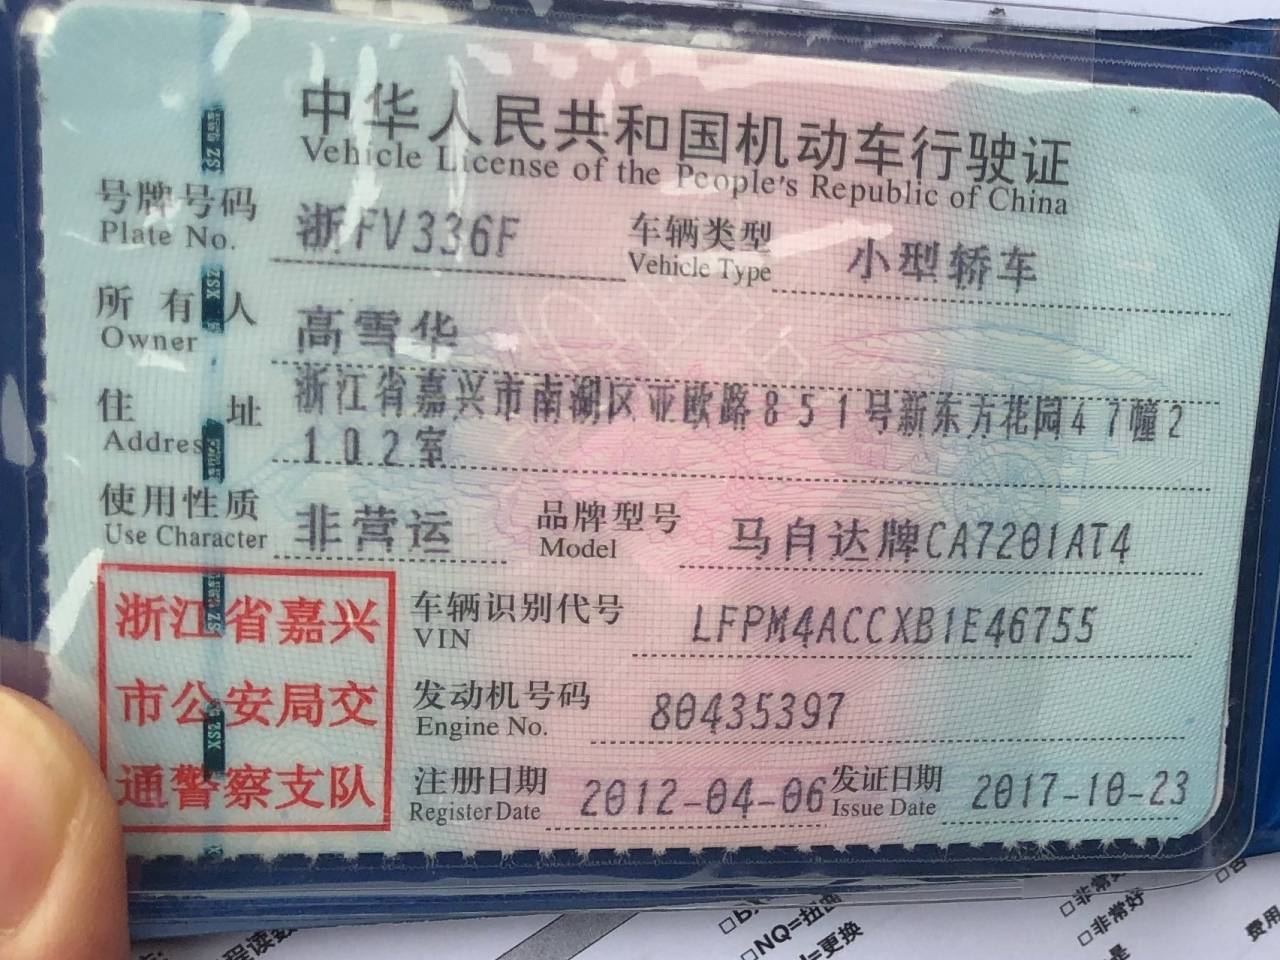 中华人民共和国机动车行驶证
Vehicle License of the People's Republic of China
号牌号码 浙FV336F 车辆类型 小型轿车
Plate No. Vehicle Type
所有人 高雪华
Owner
住址 浙江省嘉兴市南湖区亚欧路851号新东方花园47幢2
Address 102室
使用性质 非营运 品牌型号 马自达牌CA7201AT4
Use Character Model
浙江省嘉兴
市公安局交
通警察支队
车辆识别代号 LFPM4ACCXB1E46755
VIN
发动机号码 80435397
Engine No.
注册日期 2012-04-06 发证日期 2017-10-23
Register Date Issue Date
程读数
□NQ=扭曲
=更换
□非常好
费用